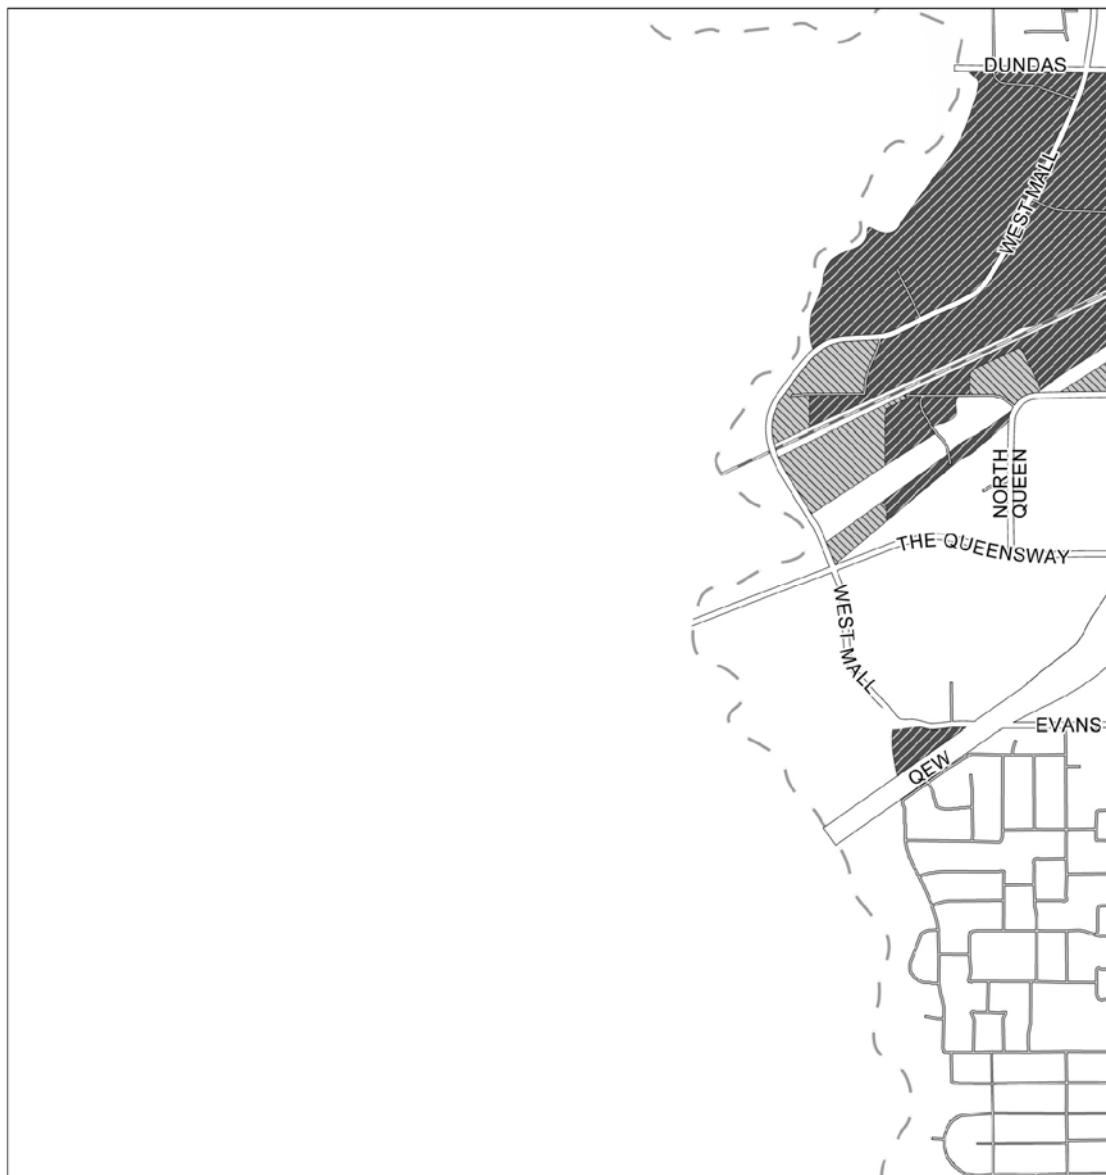 DUNDAS
WEST MALL
NORTH
QUEEN
THE QUEENSWAY
WEST MALL
EVANS
QEW